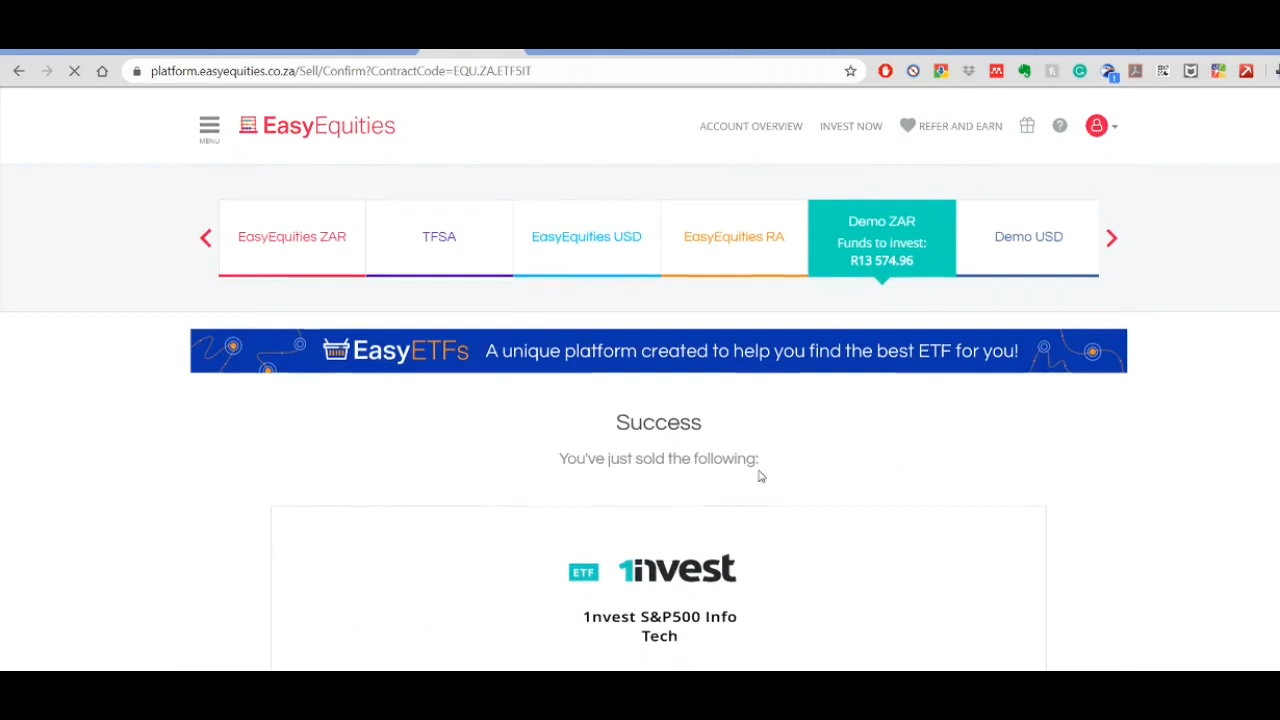 platform.easyequities.co.za/Sell/Confirm?ContractCode=EQU.ZA.ETF5IT
MENU
EasyEquities
ACCOUNT OVERVIEW
INVEST NOW
REFER AND EARN
EasyEquities ZAR
TFSA
EasyEquities USD
EasyEquities RA
Demo ZAR
Funds to invest:
R13 574.96
Demo USD
EasyETFs A unique platform created to help you find the best ETF for you!
Success
You've just sold the following:
ETF 1nvest
1nvest S&P500 Info
Tech